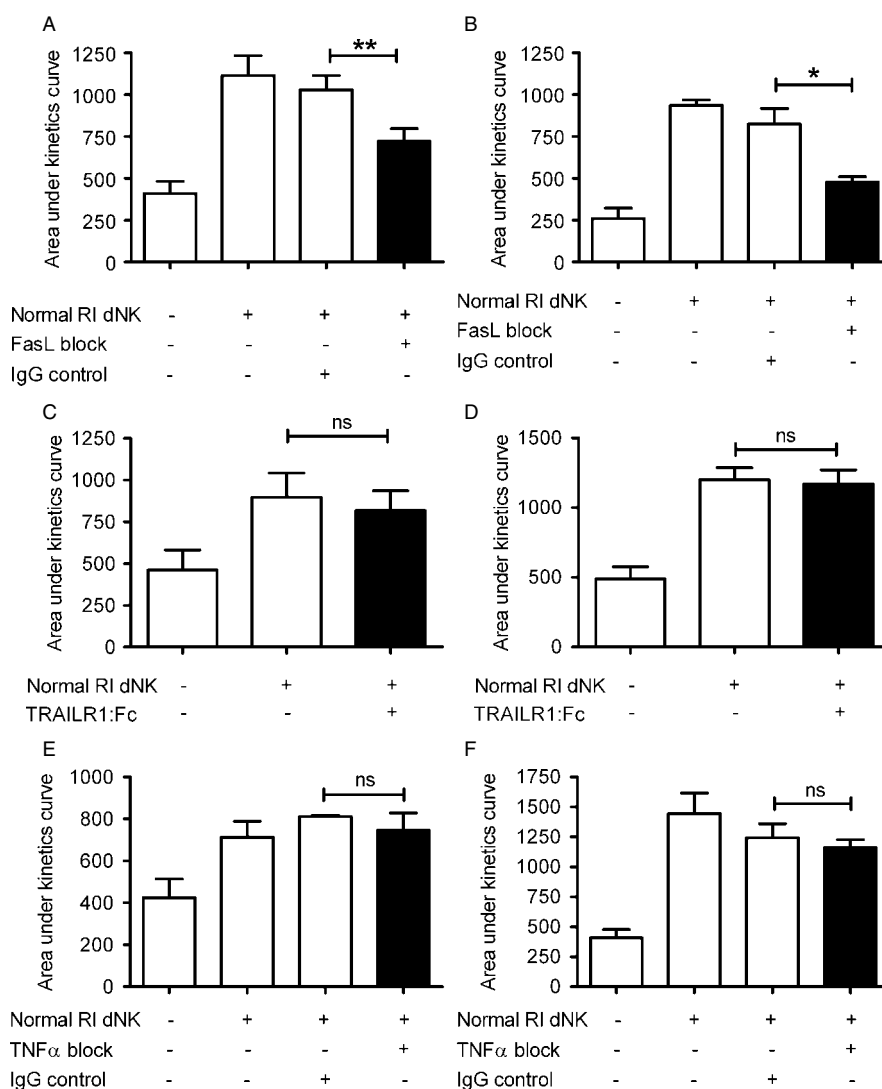 A
Area under kinetics curve
1250
1000
750
500
250
0
**
Normal RI dNK - + + +
FasL block - - - +
IgG control - - + -
B
Area under kinetics curve
1250
1000
750
500
250
0
*
Normal RI dNK - + + +
FasL block - - - +
IgG control - - + -
C
Area under kinetics curve
1250
1000
750
500
250
0
ns
Normal RI dNK - + +
TRAILR1:Fc - - +
D
Area under kinetics curve
1500
1000
500
0
ns
Normal RI dNK - + +
TRAILR1:Fc - - +
E
Area under kinetics curve
1000
800
600
400
200
0
ns
Normal RI dNK - + + +
TNFα block - - - +
IgG control - - + -
F
Area under kinetics curve
1750
1500
1250
1000
750
500
250
0
ns
Normal RI dNK - + + +
TNFα block - - - +
IgG control - - + -